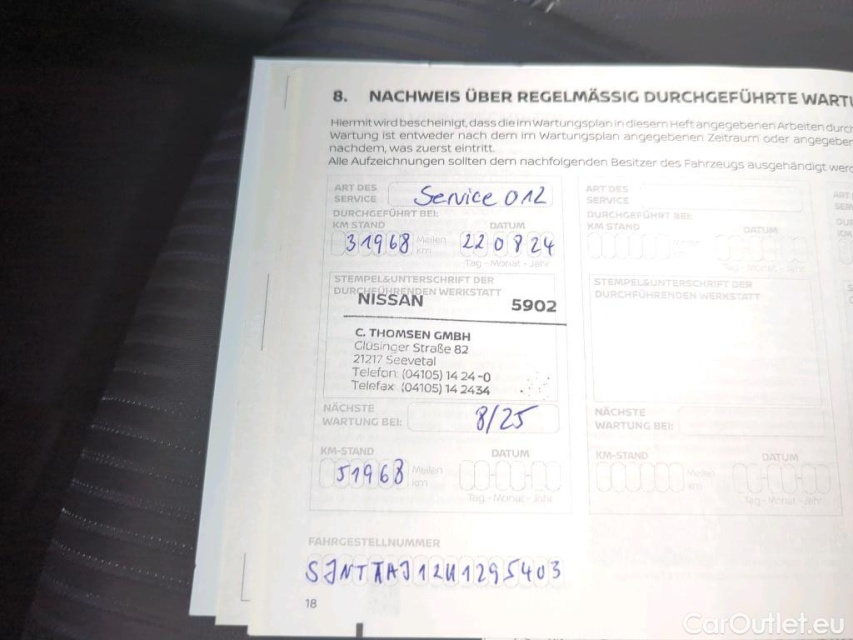 8. NACHWEIS ÜBER REGELMÄSSIG DURCHGEFÜHRTE WARTU
Hiermit wird bescheinigt, dass die im Wartungsplan in diesem Heft angegebenen Arbeiten durch
Wartung ist entweder nach dem im Wartungsplan angegebenen Zeitraum oder angegeben
nachdem, was zuerst eintritt.
Alle Aufzeichnungen sollten dem nachfolgenden Besitzer des Fahrzeugs ausgehändigt werd
ART DES SERVICE Service 012
DURCHGEFÜHRT BEI:
KM STAND DATUM
31968 Meilen km 22 08 24
Tag - Monat - Jahr
STEMPEL&UNTERSCHRIFT DER
DURCHFÜHRENDEN WERKSTATT
NISSAN 5902
C. THOMSEN GMBH
Glüsinger Straße 82
21217 Seevetal
Telefon: (04105) 14 24-0
Telefax: (04105) 14 2434
NÄCHSTE WARTUNG BEI: 8/25
KM-STAND DATUM
51968 Meilen km
Tag - Monat - Jahr
ART DES SERVICE
DURCHGEFÜHRT BEI:
KM STAND DATUM
Meilen km
Tag - Monat - Jahr
STEMPEL&UNTERSCHRIFT DER
DURCHFÜHRENDEN WERKSTATT
NÄCHSTE WARTUNG BEI:
KM-STAND DATUM
Meilen km
Tag - Monat - Jahr
FAHRGESTELLNUMMER
18
CarOutlet.eu